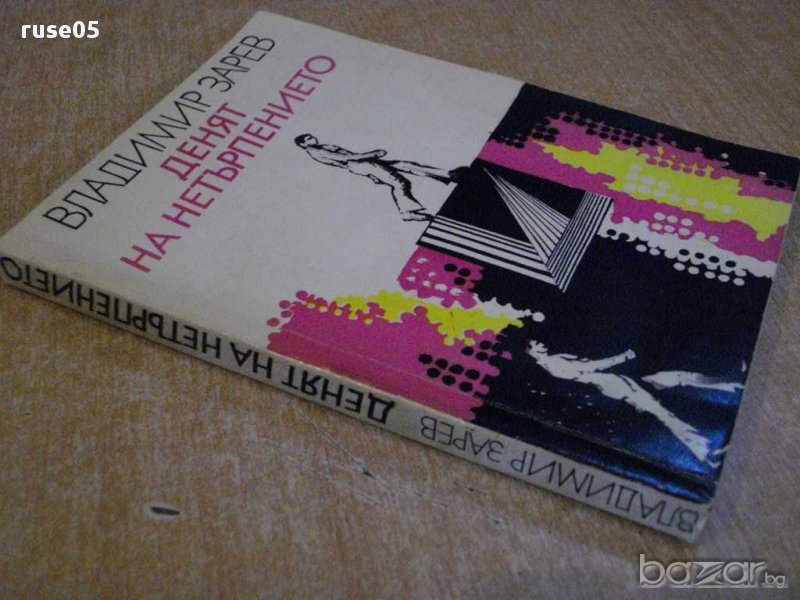 ruse05
ВЛАДИМИР ЗАРЕВ
ДЕНЯТ
НА НЕТЪРПЕНИЕТО
ВЛАДИМИР ЗАРЕВ ДЕНЯТ НА НЕТЪРПЕНИЕТО
bazar.bg